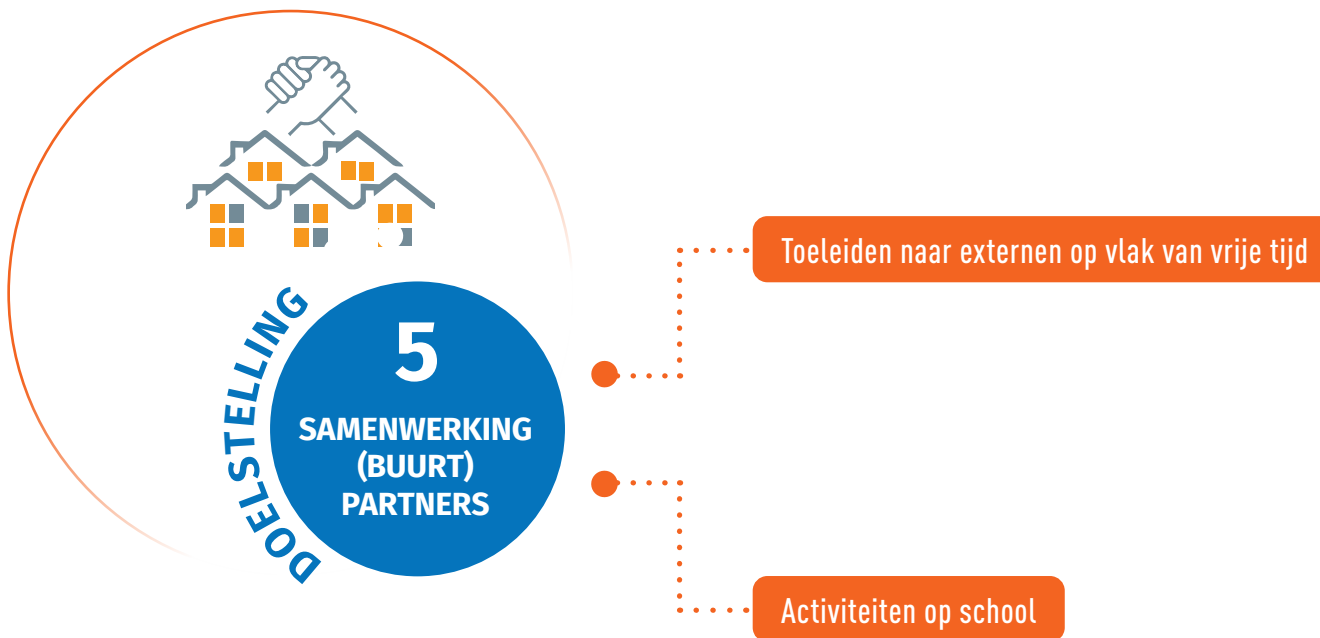 DOELSTELLING
5
SAMENWERKING
(BUURT)
PARTNERS
Toeleiden naar externen op vlak van vrije tijd
Activiteiten op school